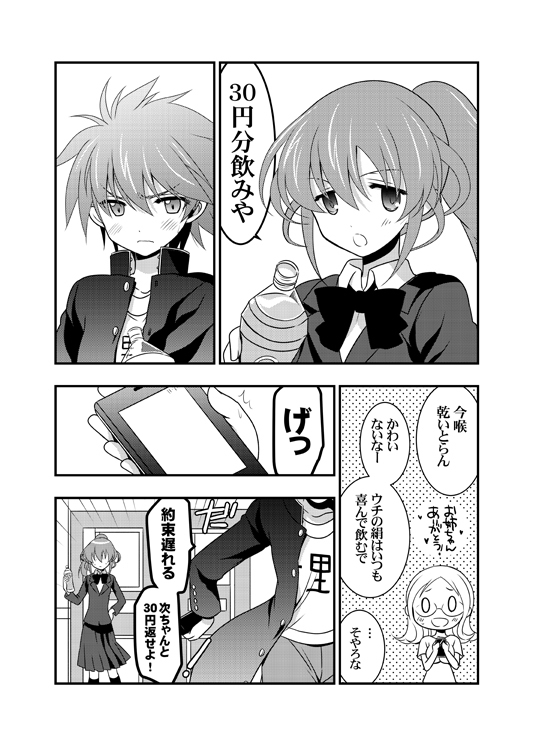 30円分飲みや
今喉
乾いとらん
かわい
ないなー
ウチの絹はいつも
喜んで飲むで
お姉ちゃん
ありがとう!
…
そやろな
げっ
だっ
里
約束遅れる
次ちゃんと
30円返せよ!